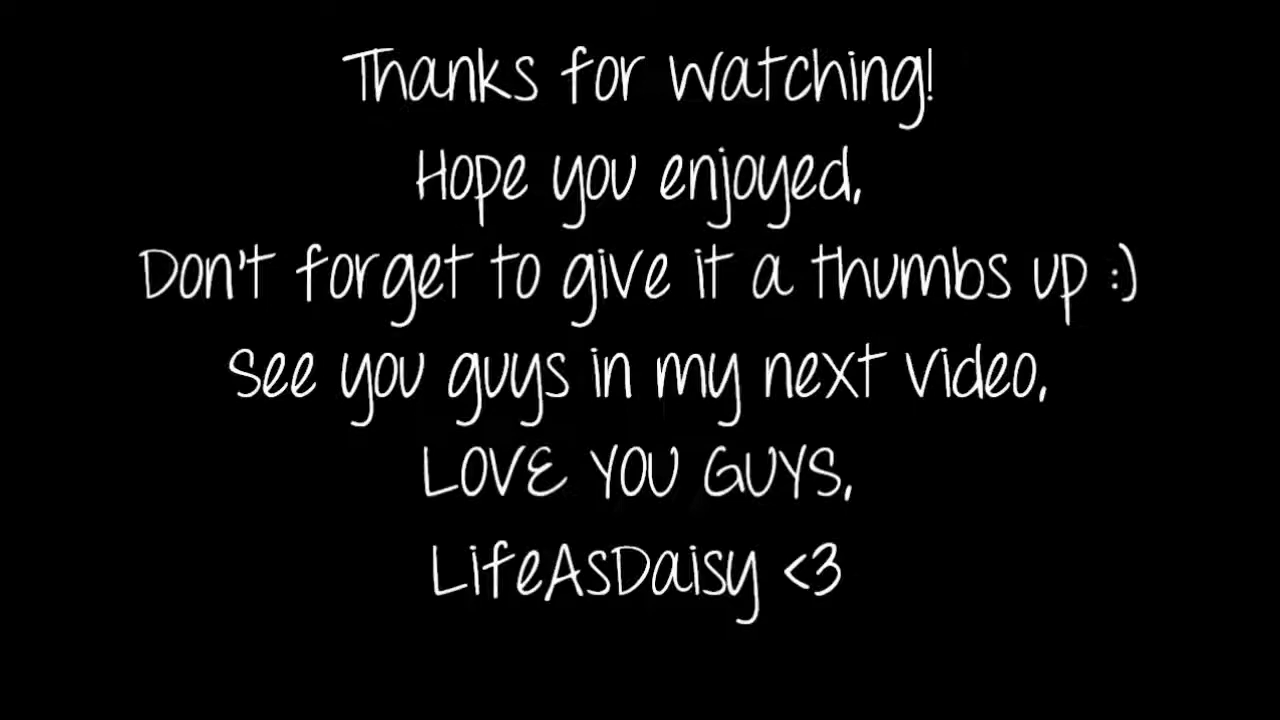 Thanks for watching!
Hope you enjoyed,
Don't forget to give it a thumbs up :)
See you guys in my next video,
LOVE YOU GUYS,
LifeAsDaisy <3